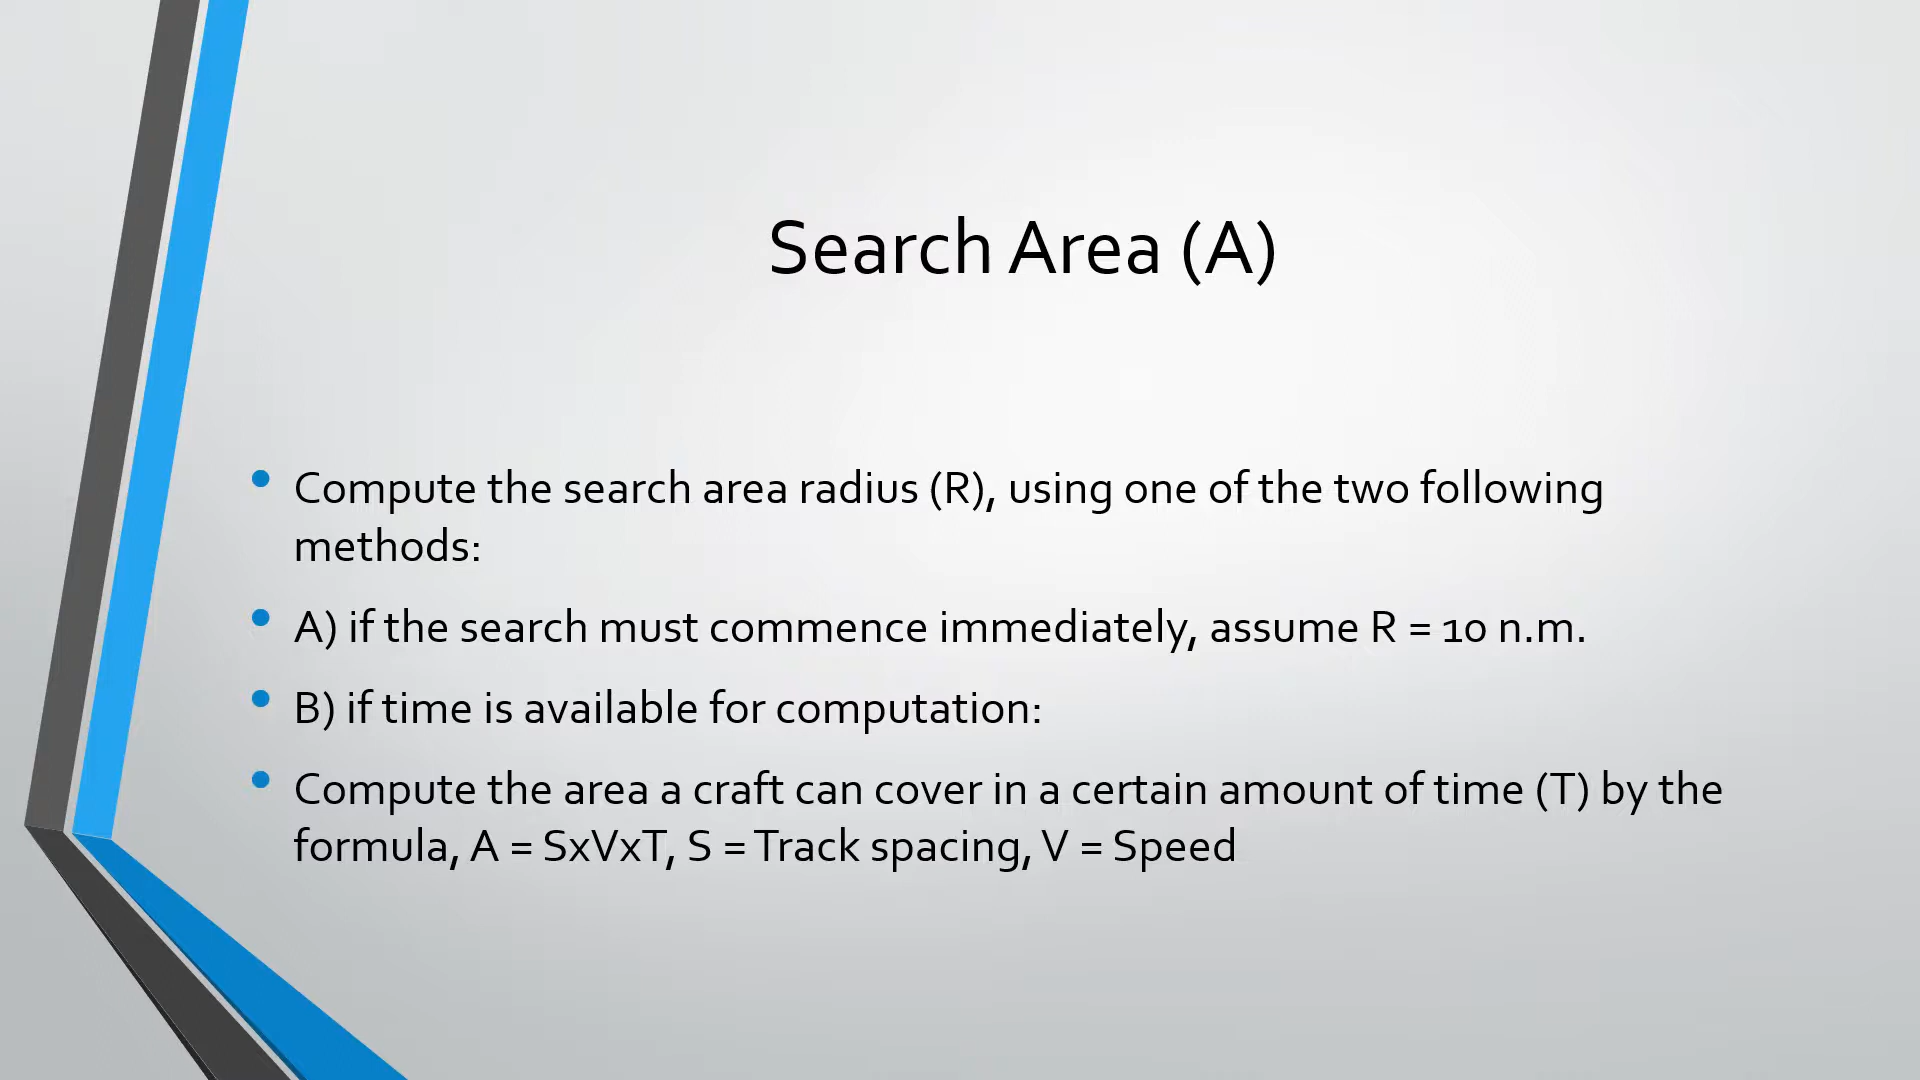 Search Area (A)
• Compute the search area radius (R), using one of the two following
methods:
• A) if the search must commence immediately, assume R = 10 n.m.
• B) if time is available for computation:
• Compute the area a craft can cover in a certain amount of time (T) by the
formula, A = SxVxT, S = Track spacing, V = Speed